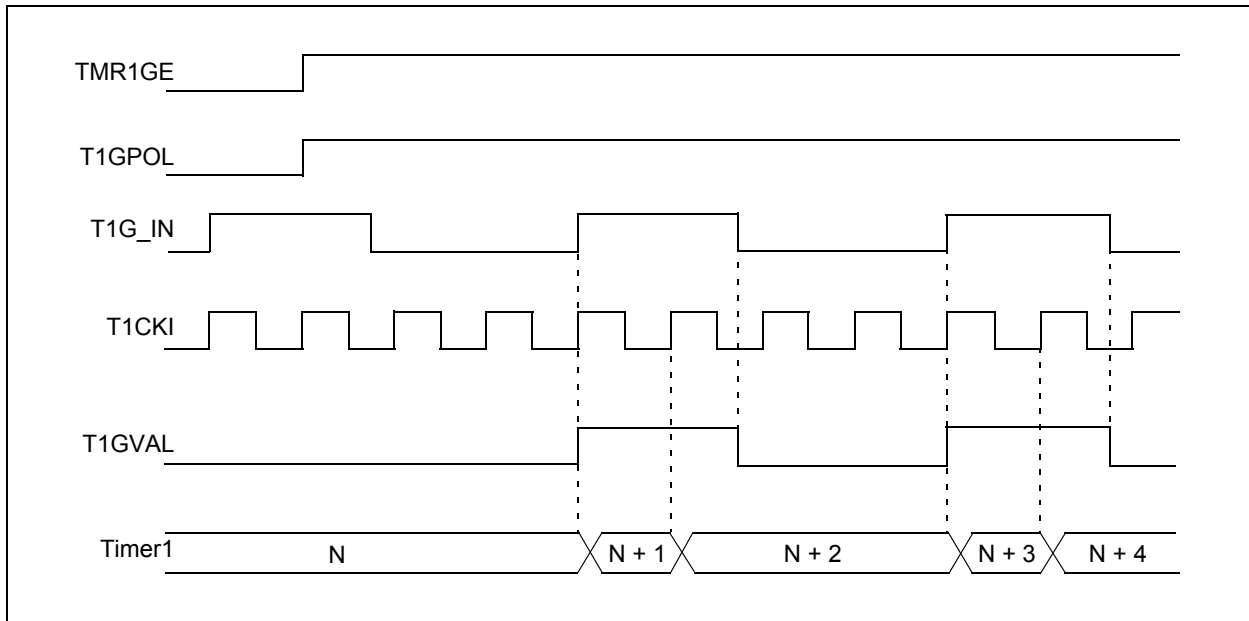 TMR1GE
T1GPOL
T1G_IN
T1CKI
T1GVAL
Timer1 N N + 1 N + 2 N + 3 N + 4